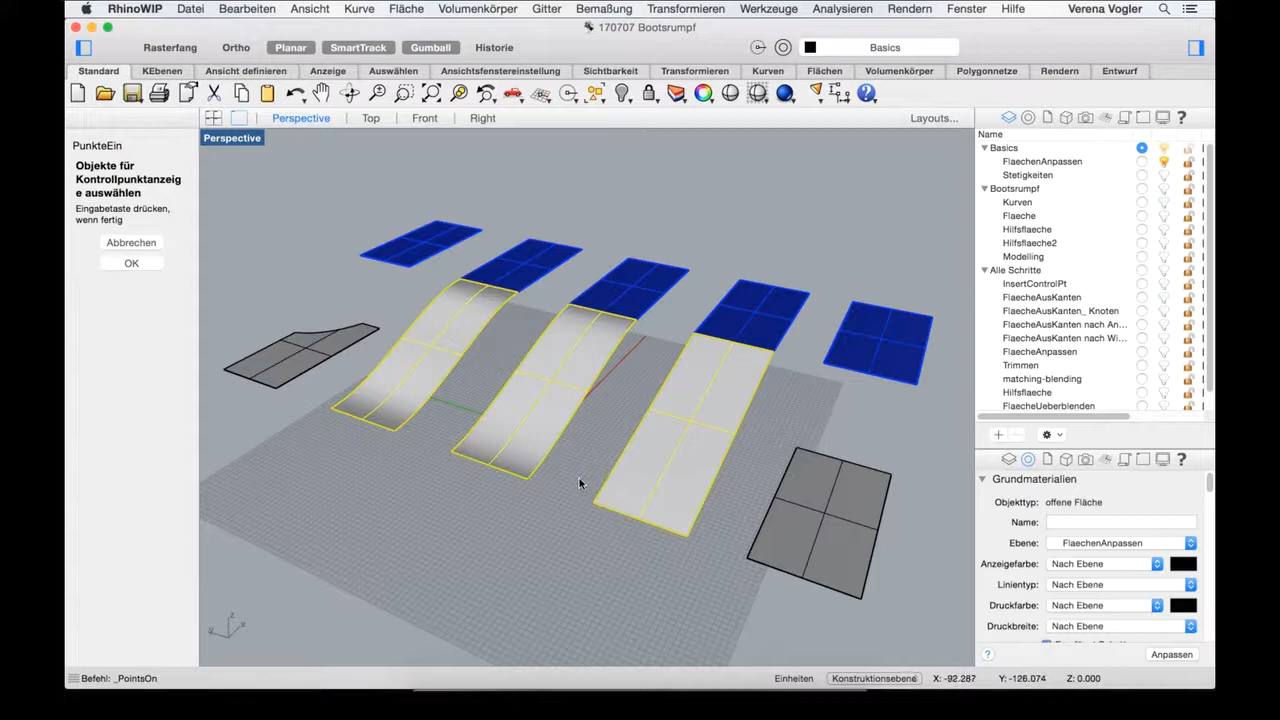 RhinoWIP Datei Bearbeiten Ansicht Kurve Fläche Volumenkörper Gitter Bemaßung Transformieren Werkzeuge Analysieren Rendern Fenster Hilfe Verena Vogler
170707 Bootsrumpf
Rasterfang Ortho Planar SmartTrack Gumball Historie Basics
Standard KEbenen Ansicht definieren Anzeige Auswählen Ansichtsfensterestellung Sichtbarkeit Transformieren Kurven Flächen Volumenkörper Polygonnetze Rendern Entwurf
Perspective Top Front Right Layouts...
Perspective
PunkteEin
Objekte für
Kontrollpunktanzeig
e auswählen
Eingabetaste drücken,
wenn fertig
Abbrechen
OK
Name
Basics
FlaechenAnpassen
Stetigkeiten
Bootsrumpf
Kurven
Flaeche
Hilfsflaeche
Hilfsflaeche2
Modelling
Alle Schritte
InsertControlPt
FlaecheAusKanten
FlaecheAusKanten_ Knoten
FlaecheAusKanten nach An...
FlaecheAusKanten nach Wi...
FlaecheAnpassen
Trimmen
matching-blending
Hilfsflaeche
FlaecheUeberblenden
Grundmaterialien
Objekttyp: offene Fläche
Name:
Ebene: FlaechenAnpassen
Anzeigefarbe: Nach Ebene
Linientyp: Nach Ebene
Druckfarbe: Nach Ebene
Druckbreite: Nach Ebene
Anpassen
Befehl: _PointsOn Einheiten Konstruktionsebene X: -92.287 Y: -126.074 Z: 0.000
z
y x